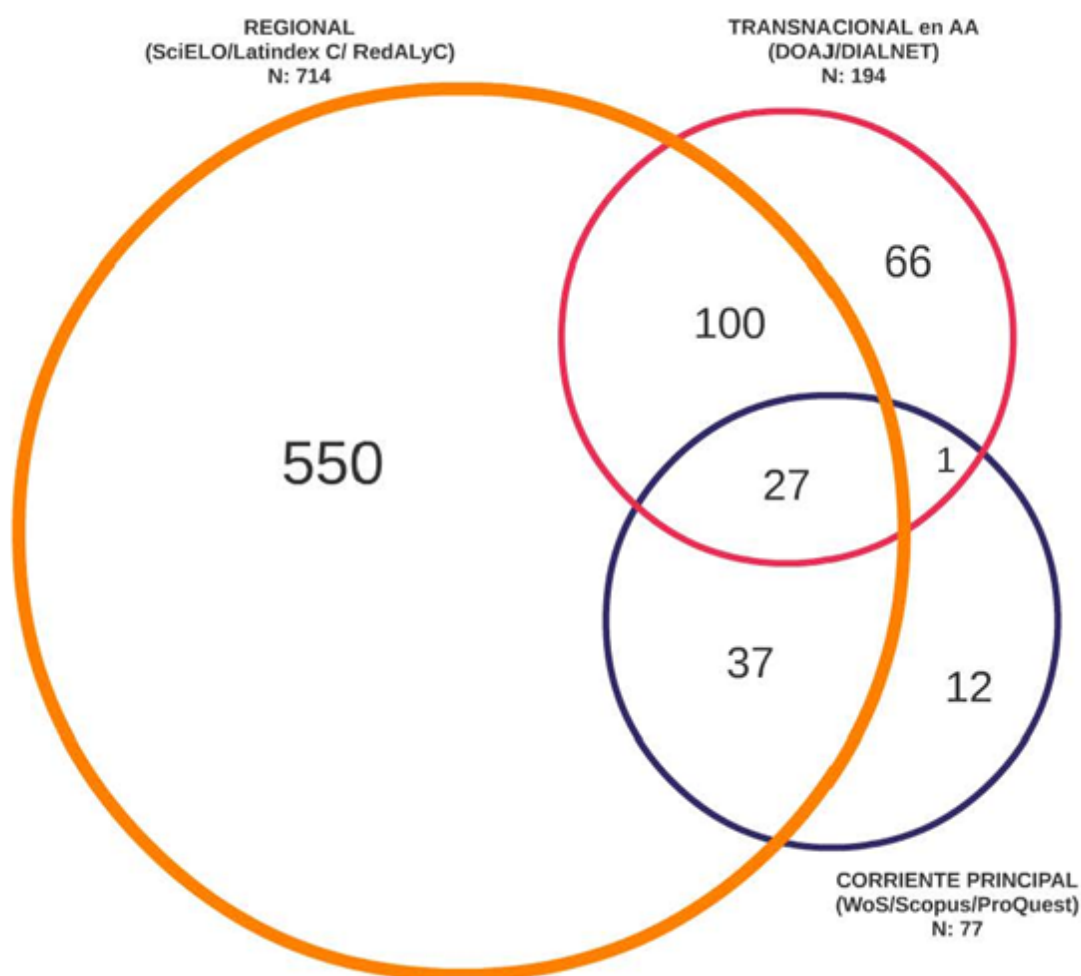 REGIONAL
(SciELO/Latindex C/ RedALyC)
N: 714
TRANSNACIONAL en AA
(DOAJ/DIALNET)
N: 194
66
100
550
1
27
37
12
CORRIENTE PRINCIPAL
(WoS/Scopus/ProQuest)
N: 77